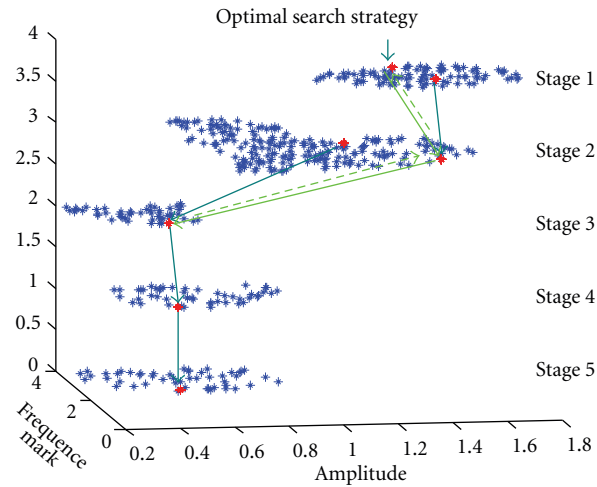 Optimal search strategy
4
3.5
3
2.5
2
1.5
1
0.5
0
Stage 1
Stage 2
Stage 3
Stage 4
Stage 5
4
2
0
Frequence
mark
0.2 0.4 0.6 0.8 1 1.2 1.4 1.6 1.8
Amplitude